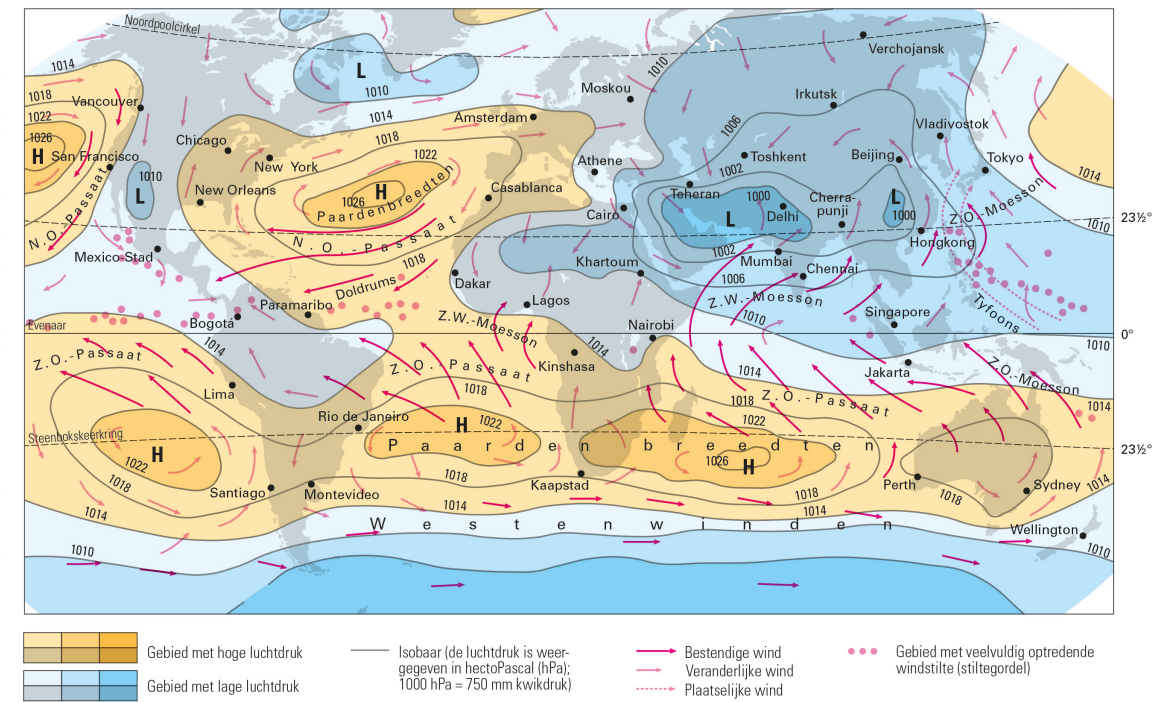 Noordpoolcirkel
1014
1018
1022
1026
H
Vancouver
San Francisco
N.O.-Passaat
L
1010
Chicago
New York
New Orleans
Mexico-Stad
L
1010
1014
1018
1022
H
1026
Paardenbreedten
N.O.-Passaat
1018
Doldrums
Amsterdam
Casablanca
Moskou
Athene
Cairo
Khartoum
Dakar
Lagos
Paramaribo
Bogotá
Evenaar
1010
1006
1002
Verchojansk
Irkutsk
Vladivostok
Toshkent
Beijing
Tokyo
Teheran
1000
L
Delhi
Cherra-
punji
L
1000
Z.O.-Moesson
1014
1010
23½°
Hongkong
1002
Mumbai
Chennai
1006
Z.W.-Moesson
1010
Tyfoons
Singapore
0°
1010
Z.W.-Moesson
Nairobi
Kinshasa
1014
Jakarta
Z.O.-Moesson
Z.O.-Passaat
1014
Lima
Z.O.-Passaat
1018
1014
1018
Z.O.-Passaat
1014
Rio de Janeiro
H
1022
1022
Steenbokskeerkring
H
1022
1018
1014
Paardenbreedten
1026
H
23½°
1018
Santiago
Montevideo
1018
Kaapstad
1018
Perth
1018
Sydney
1014
1014
1014
Westenwinden
Wellington
1010
1010
Gebied met hoge luchtdruk
Gebied met lage luchtdruk
Isobaar (de luchtdruk is weer-
gegeven in hectoPascal (hPa);
1000 hPa = 750 mm kwikdruk)
Bestendige wind
Veranderlijke wind
Plaatselijke wind
Gebied met veelvuldig optredende
windstilte (stiltegordel)